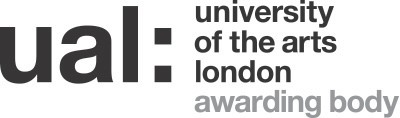 ual:
university
of the arts
london
awarding body